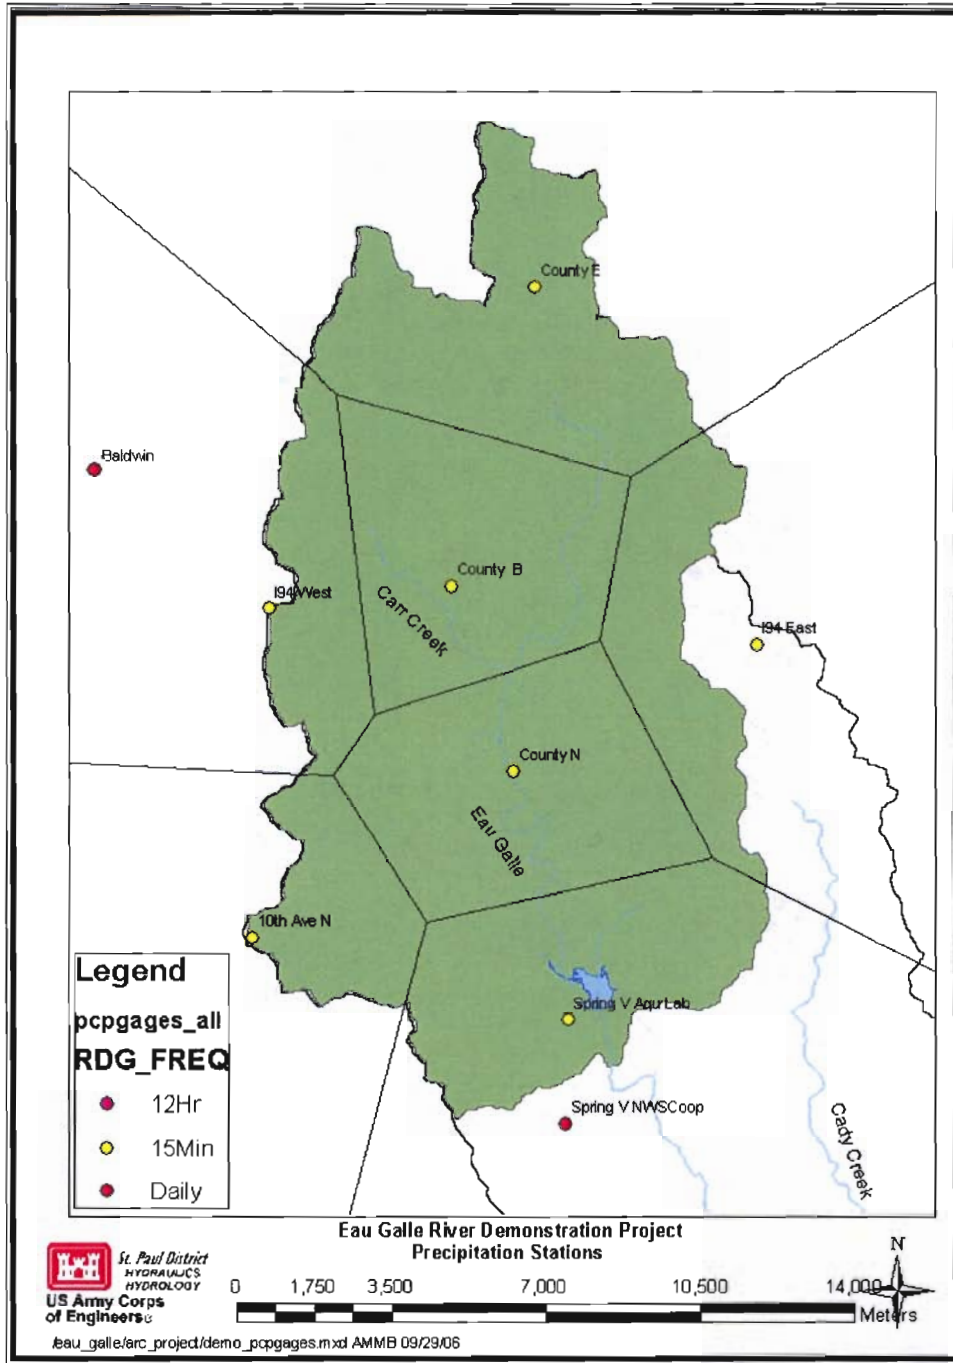 County E
Baldwin
County B
I94 West
Carr Creek
I94 East
County N
Eau Galle
10th Ave N
Legend
pcpgages_all
RDG_FREQ
12Hr
15Min
Daily
Spring V Aqu Lab
Spring V NWSCoop
Cady Creek
Eau Galle River Demonstration Project
Precipitation Stations
St. Paul District
HYDRAULICS
HYDROLOGY
US Army Corps
of Engineers®
0 1,750 3,500 7,000 10,500 14,000
Meters
N
/eau_galle/arc_project/demo_pcpgages.mxd AMMB 09/29/06